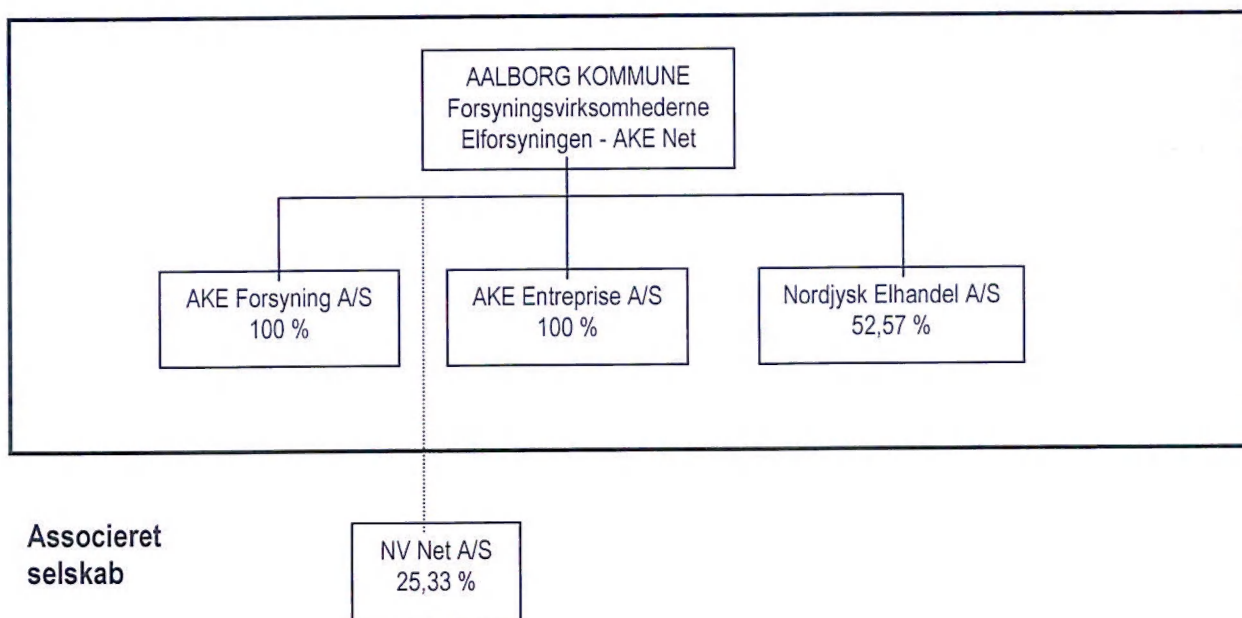 AALBORG KOMMUNE
Forsyningsvirksomhederne
Elforsyningen - AKE Net
AKE Forsyning A/S
100 %
AKE Entreprise A/S
100 %
Nordjysk Elhandel A/S
52,57 %
Associeret
selskab
NV Net A/S
25,33 %